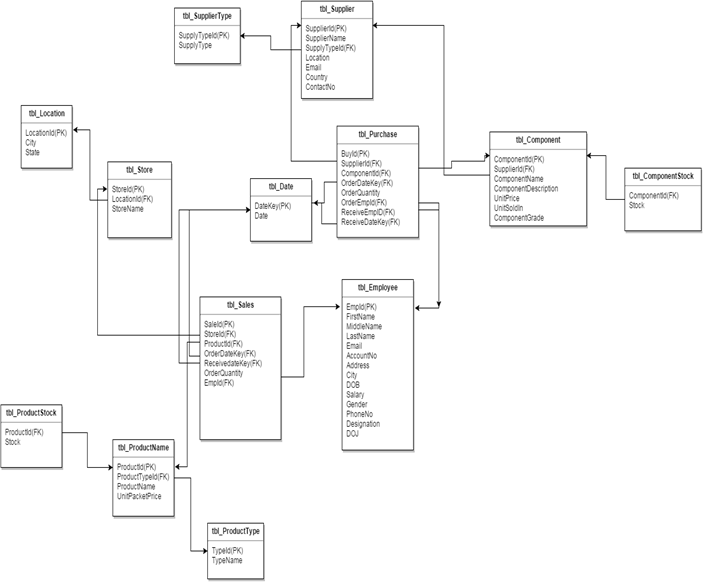 tbl_SupplierType
SupplyTypeId(PK)
SupplyType
tbl_Supplier
SupplierId(PK)
SupplierName
SupplyTypeId(FK)
Location
Email
Country
ContactNo
tbl_Location
LocationId(PK)
City
State
tbl_Store
StoreId(PK)
LocationId(FK)
StoreName
tbl_Date
DateKey(PK)
Date
tbl_Purchase
BuyId(PK)
SupplierId(FK)
ComponentId(FK)
OrderDateKey(FK)
OrderQuantity
OrderEmpId(FK)
ReceiveEmpID(FK)
ReceiveDateKey(FK)
tbl_Component
ComponentId(PK)
SupplierId(FK)
ComponentName
ComponentDescription
UnitPrice
UnitSoldIn
ComponentGrade
tbl_ComponentStock
ComponentId(FK)
Stock
tbl_Sales
SaleId(PK)
StoreId(FK)
ProductId(FK)
OrderDateKey(FK)
ReceivedateKey(FK)
OrderQuantity
EmpId(FK)
tbl_Employee
EmpId(PK)
FirstName
MiddleName
LastName
Email
AccountNo
Address
City
DOB
Salary
Gender
PhoneNo
Designation
DOJ
tbl_ProductStock
ProductId(FK)
Stock
tbl_ProductName
ProductId(PK)
ProductTypeId(FK)
ProductName
UnitPacketPrice
tbl_ProductType
TypeId(PK)
TypeName